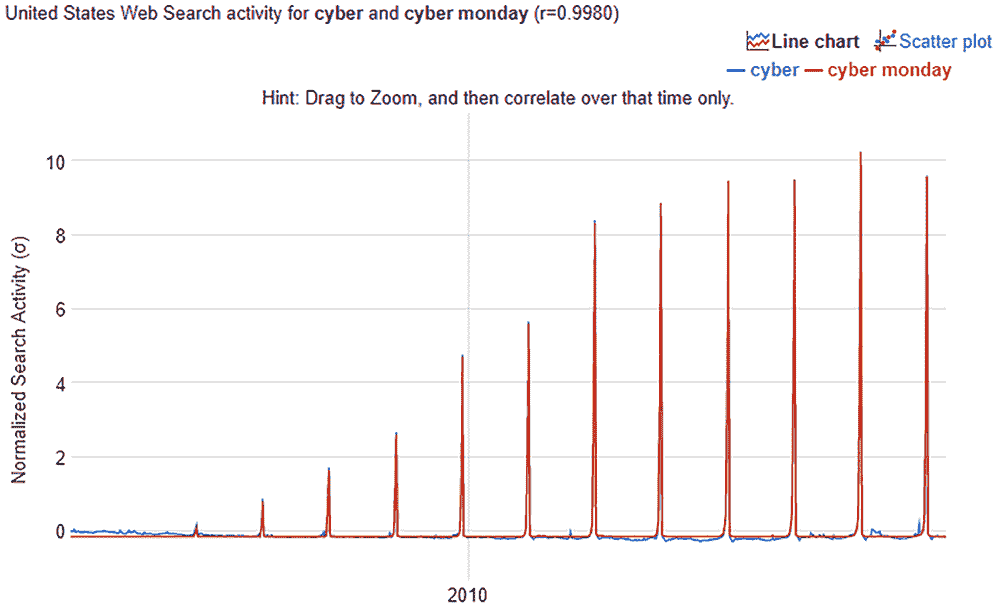 United States Web Search activity for cyber and cyber monday (r=0.9980)
Line chart Scatter plot
cyber cyber monday
Hint: Drag to Zoom, and then correlate over that time only.
Normalized Search Activity (σ)
10
8
6
4
2
0
2010